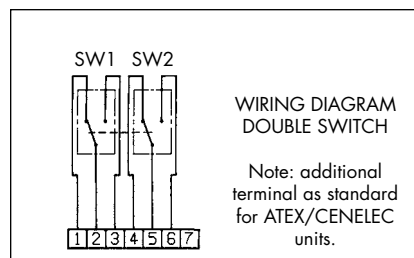 SW1 SW2
WIRING DIAGRAM
DOUBLE SWITCH
Note: additional
terminal as standard
for ATEX/CENELEC
units.
1 2 3 4 5 6 7